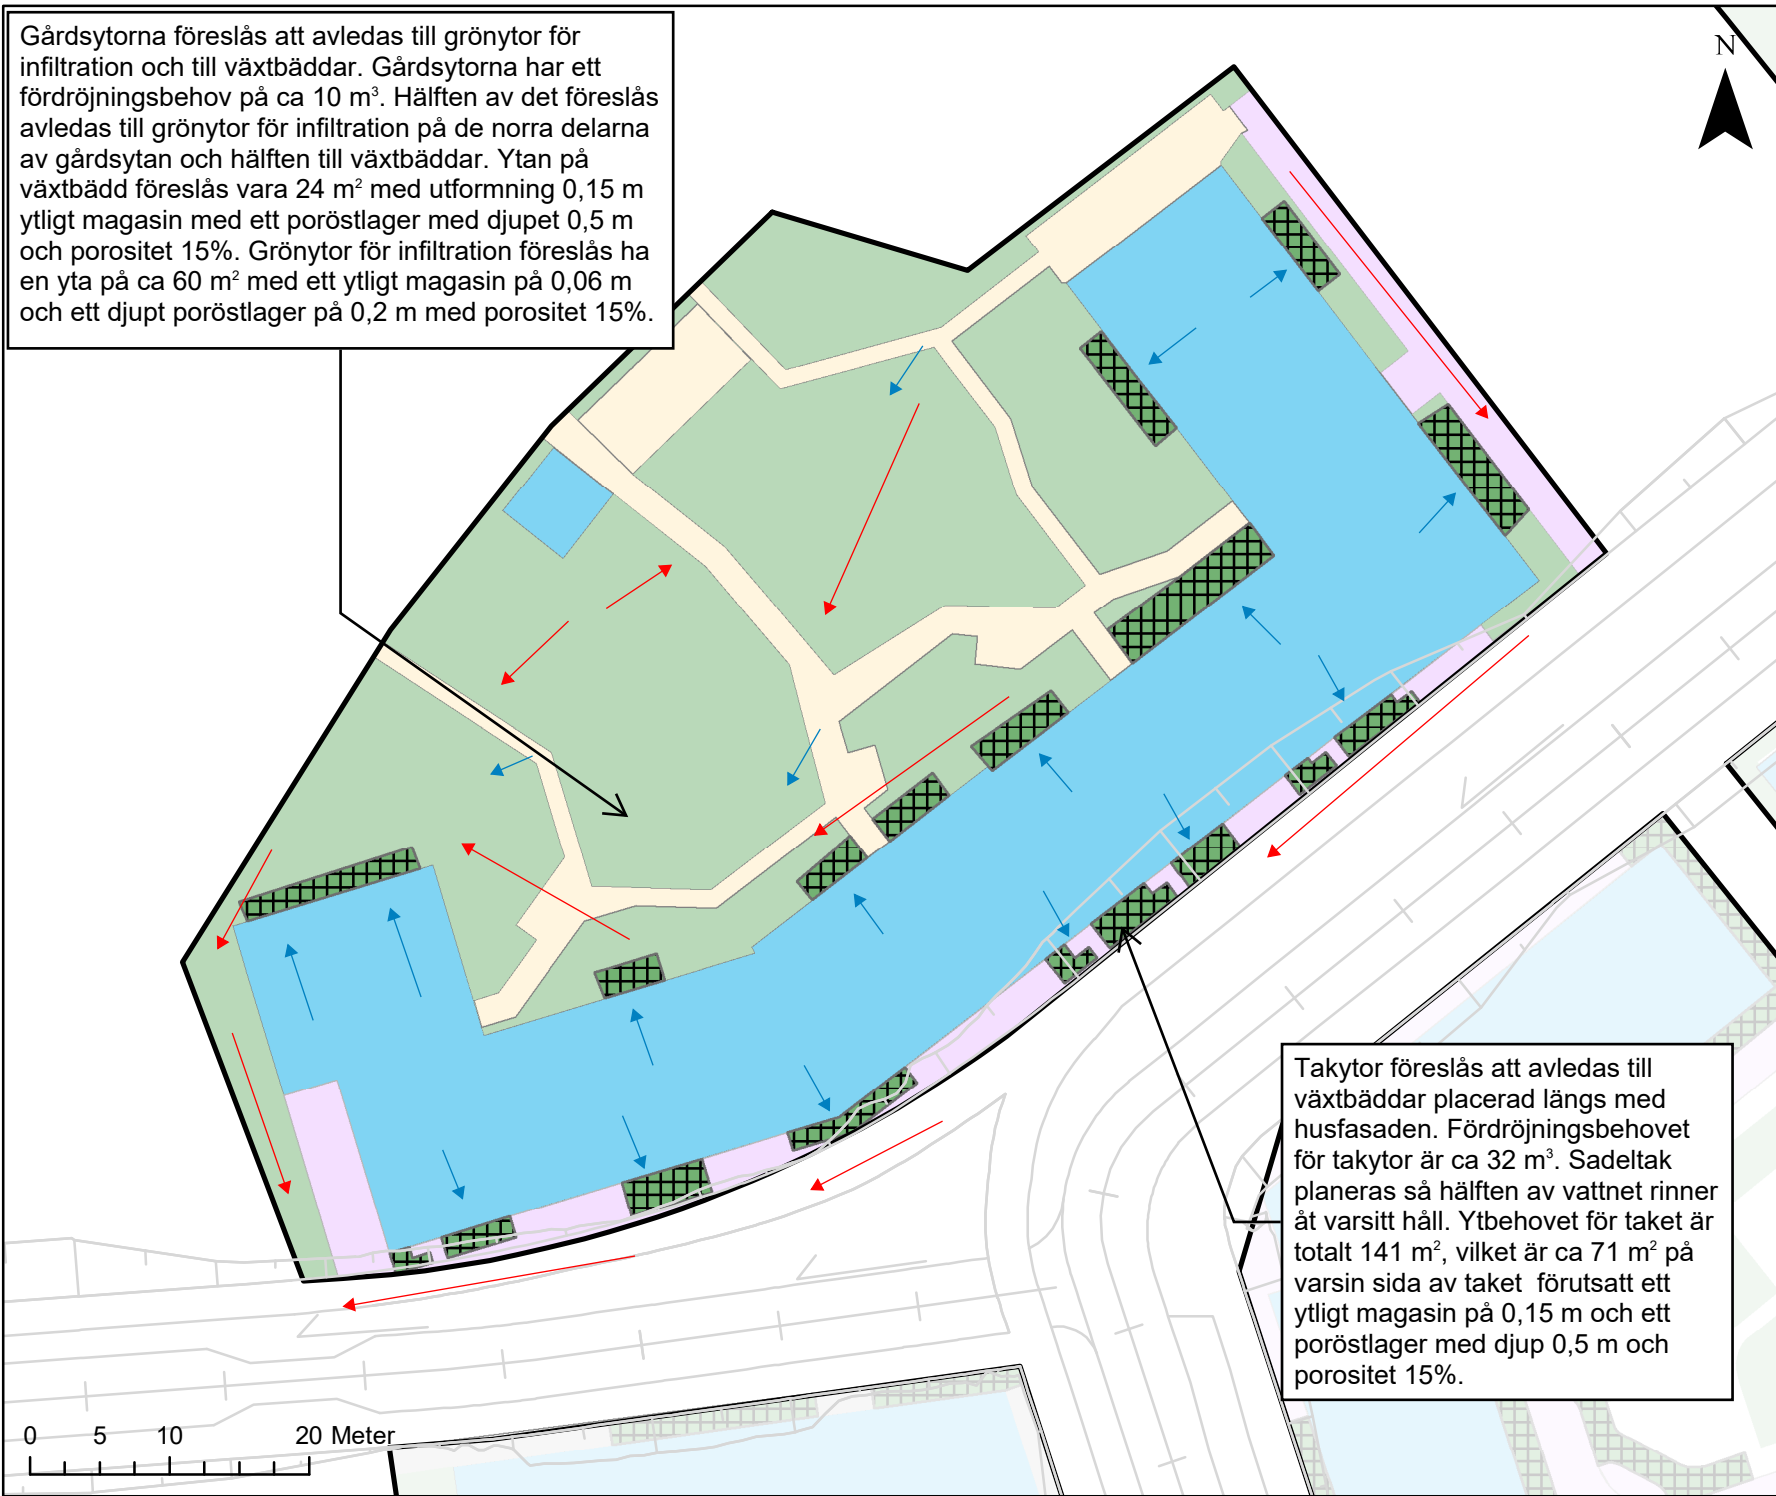 Gårdsytorna föreslås att avledas till grönytor för
infiltration och till växtbäddar. Gårdsytorna har ett
fördröjningsbehov på ca 10 m³. Hälften av det föreslås
avledas till grönytor för infiltration på de norra delarna
av gårdsytan och hälften till växtbäddar. Ytan på
växtbädd föreslås vara 24 m² med utformning 0,15 m
ytligt magasin med ett poröstlager med djupet 0,5 m
och porositet 15%. Grönytor för infiltration föreslås ha
en yta på ca 60 m² med ett ytligt magasin på 0,06 m
och ett djupt poröstlager på 0,2 m med porositet 15%.
N
Takytor föreslås att avledas till
växtbäddar placerad längs med
husfasaden. Fördröjningsbehovet
för takytor är ca 32 m³. Sadeltak
planeras så hälften av vattnet rinner
åt varsitt håll. Ytbehovet för taket är
totalt 141 m², vilket är ca 71 m² på
varsin sida av taket  förutsatt ett
ytligt magasin på 0,15 m och ett
poröstlager med djup 0,5 m och
porositet 15%.
0 5 10 20 Meter